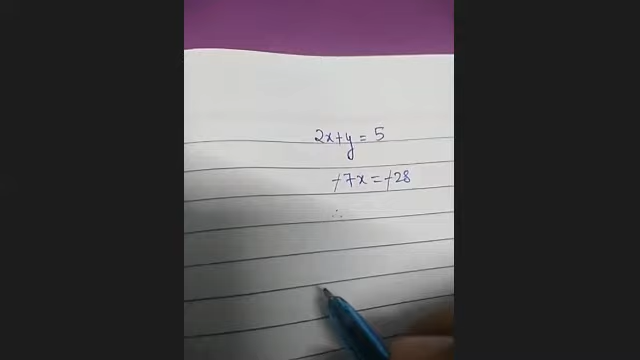 2x+y = 5
+7x = +28
∴